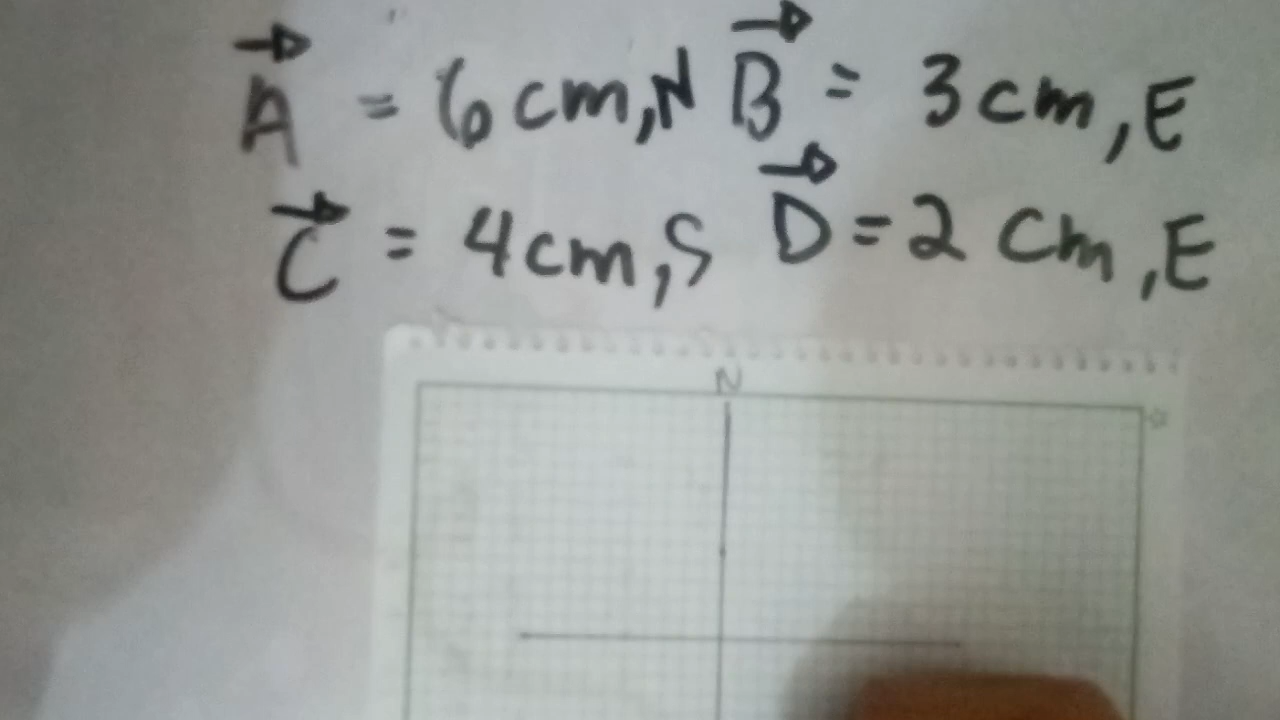 A = 6 cm, N B = 3 cm, E
C = 4 cm, S D = 2 cm, E
N